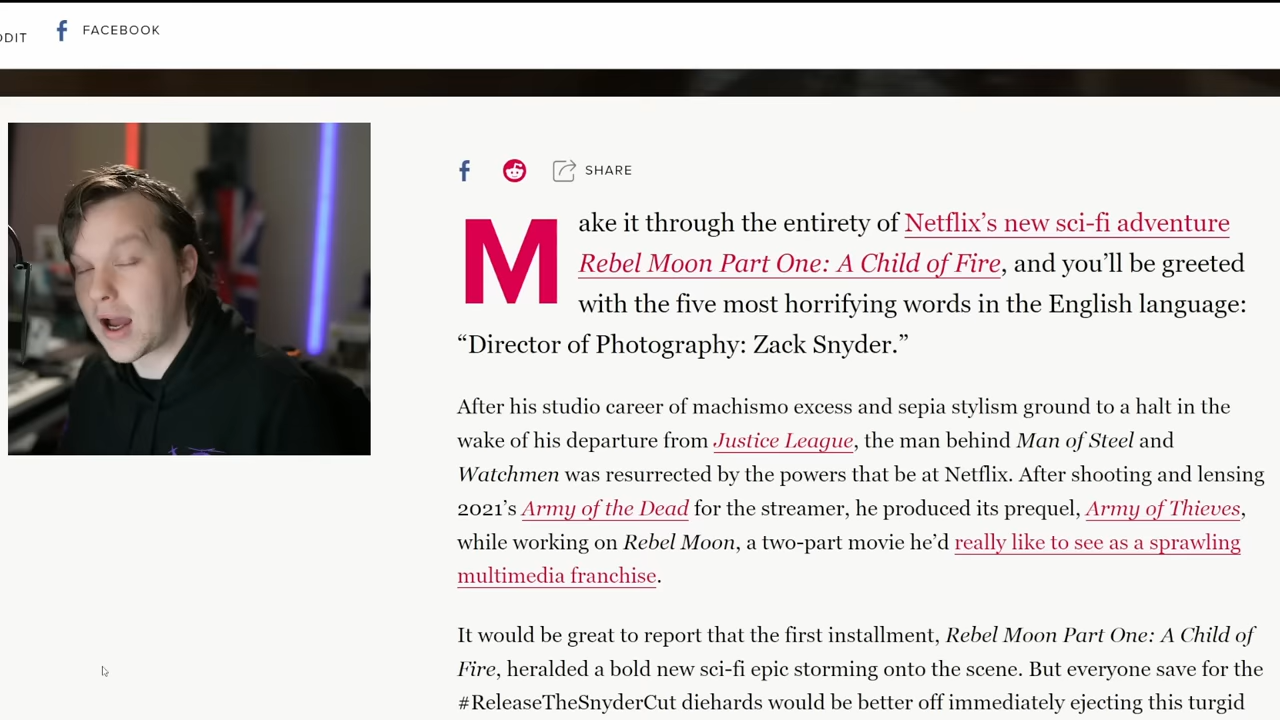 DDIT
FACEBOOK
SHARE
Make it through the entirety of Netflix’s new sci-fi adventure
Rebel Moon Part One: A Child of Fire, and you’ll be greeted
with the five most horrifying words in the English language:
“Director of Photography: Zack Snyder.”
After his studio career of machismo excess and sepia stylism ground to a halt in the
wake of his departure from Justice League, the man behind Man of Steel and
Watchmen was resurrected by the powers that be at Netflix. After shooting and lensing
2021’s Army of the Dead for the streamer, he produced its prequel, Army of Thieves,
while working on Rebel Moon, a two-part movie he’d really like to see as a sprawling
multimedia franchise.
It would be great to report that the first installment, Rebel Moon Part One: A Child of
Fire, heralded a bold new sci-fi epic storming onto the scene. But everyone save for the
#ReleaseTheSnyderCut diehards would be better off immediately ejecting this turgid